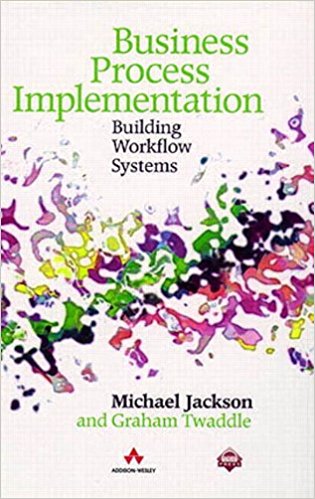 Business
Process
Implementation
Building
Workflow
Systems
Michael Jackson
and Graham Twaddle
ADDISON-WESLEY